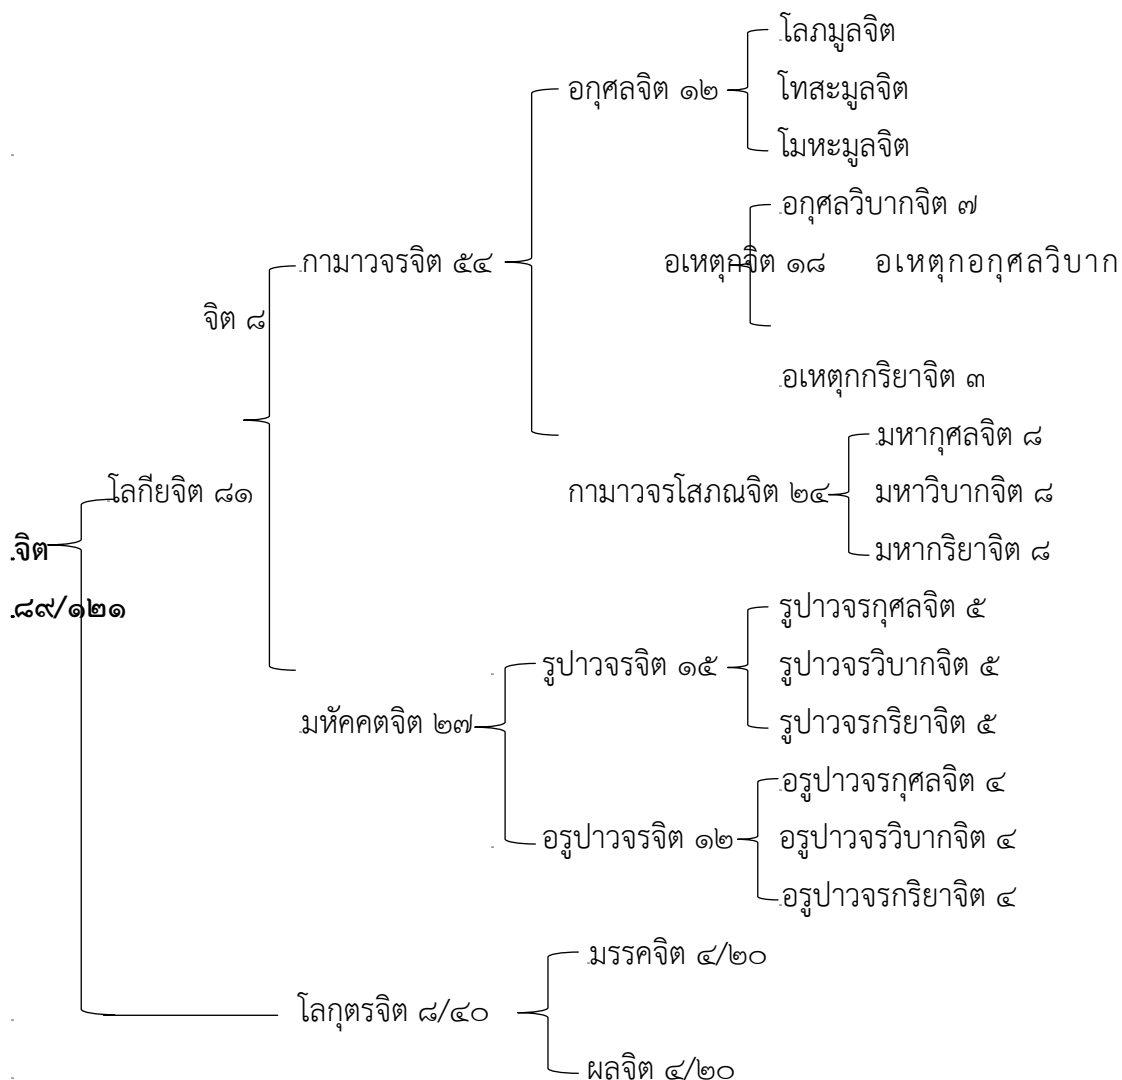 โลภมูลจิต
อกุศลจิต ๑๒ โทสะมูลจิต
โมหะมูลจิต
อกุศลวิบากจิต ๗
กามาวจรจิต ๕๔ อเหตุกจิต ๑๘ อเหตุกอกุศลวิบาก
จิต ๘
อเหตุกกริยาจิต ๓
มหากุศลจิต ๘
โลกียจิต ๘๑ กามาวจรโสภณจิต ๒๔ มหาวิบากจิต ๘
จิต มหากริยาจิต ๘
๘๙/๑๒๑ รูปาวจรกุศลจิต ๕
รูปาวจรจิต ๑๕ รูปาวจรวิบากจิต ๕
มหัคคตจิต ๒๗ รูปาวจรกริยาจิต ๕
อรูปาวจรกุศลจิต ๔
อรูปาวจรจิต ๑๒ อรูปาวจรวิบากจิต ๔
อรูปาวจรกริยาจิต ๔
มรรคจิต ๔/๒๐
โลกุตรจิต ๘/๔๐
ผลจิต ๔/๒๐